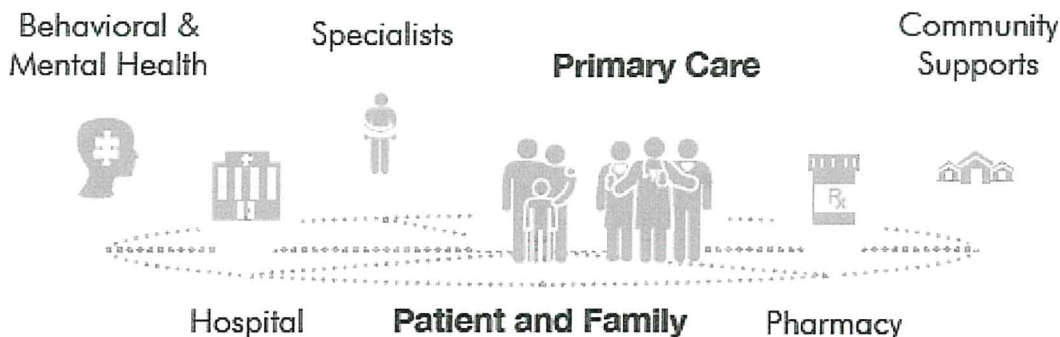 Behavioral &
Mental Health
Specialists
Primary Care
Community
Supports
Rx
Hospital
Patient and Family
Pharmacy